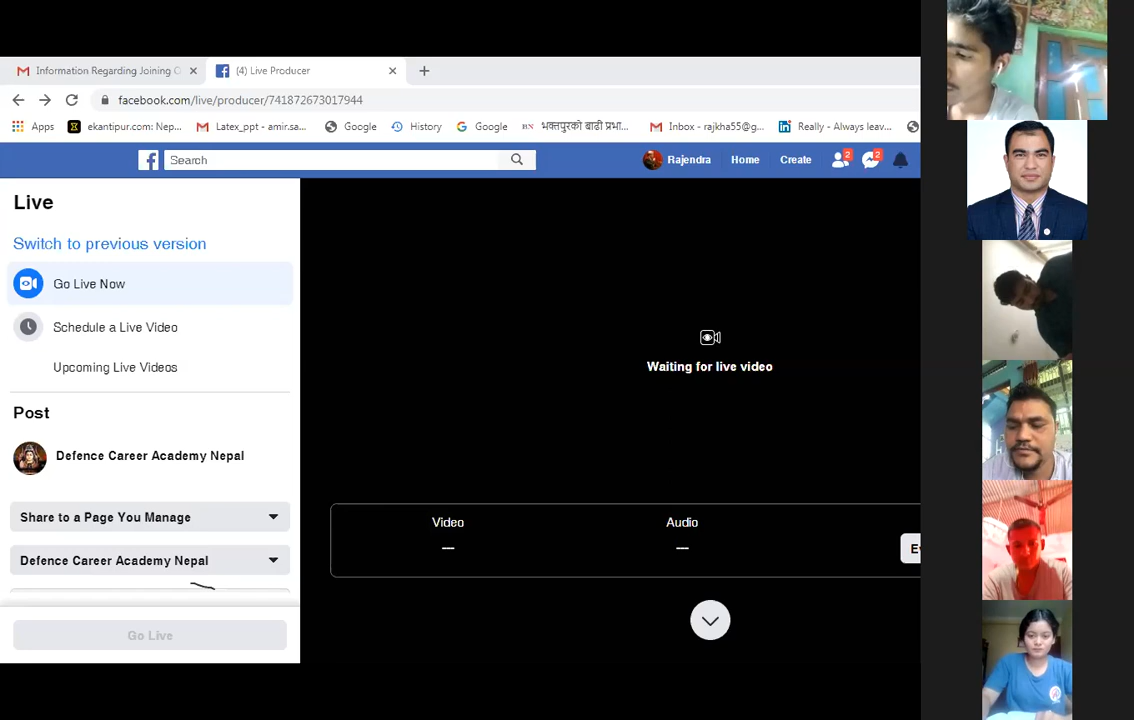 Information Regarding Joining O
(4) Live Producer
facebook.com/live/producer/741872673017944
Apps
ekantipur.com: Nep...
Latex_ppt - amir.sa...
Google
History
Google
BN
भक्तपुरको बाढी प्रभा...
Inbox - rajkha55@g...
Really - Always leav...
Search
Rajendra
Home
Create
2
2
Live
Switch to previous version
Go Live Now
Schedule a Live Video
Upcoming Live Videos
Waiting for live video
Post
Defence Career Academy Nepal
Share to a Page You Manage
Defence Career Academy Nepal
Video
Audio
---
---
Go Live